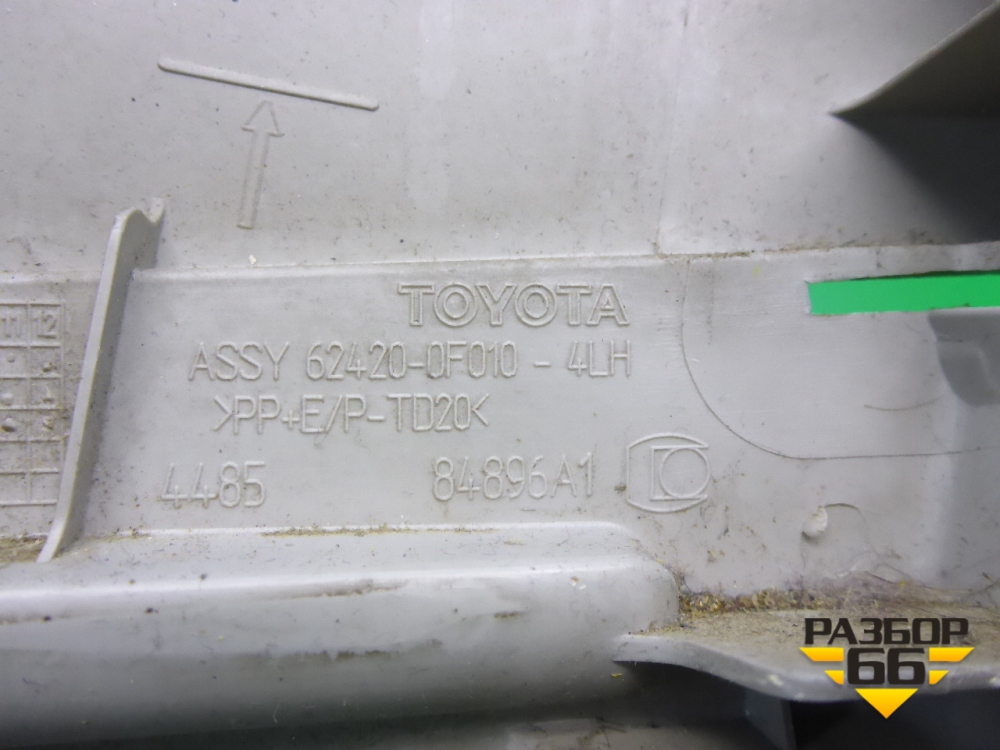 11 12
TOYOTA
ASSY 62420-0F010 - 4LH
>PP+E/P-TD20<
4485 84896A1
РАЗБОР
66